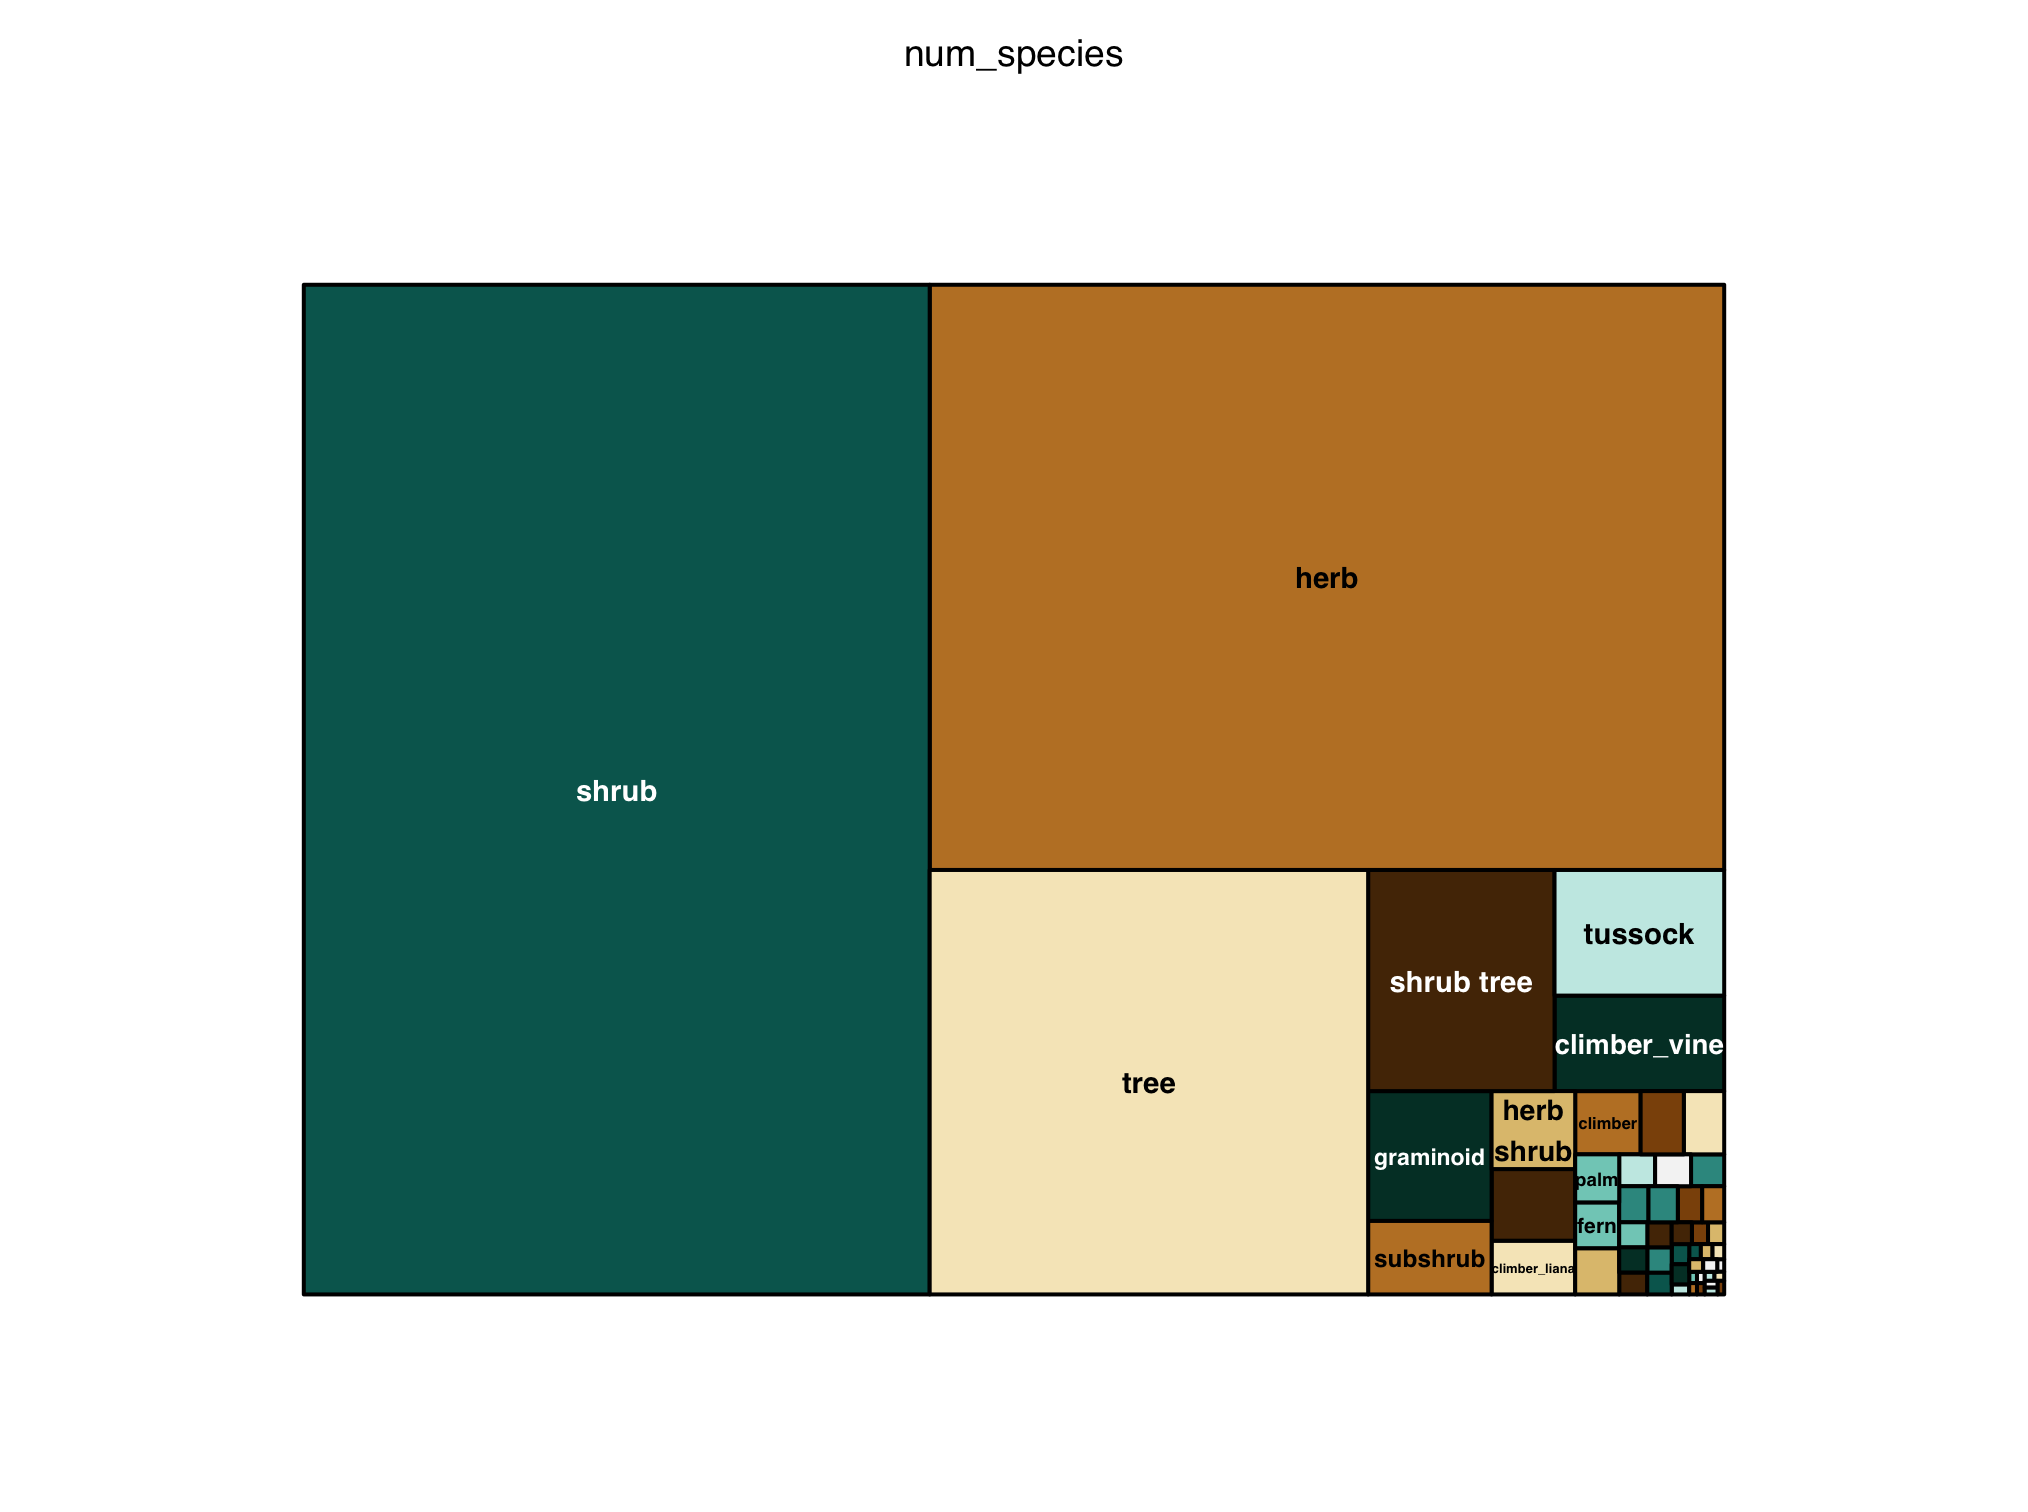 num_species
shrub
herb
tree
shrub tree
tussock
climber_vine
graminoid
subshrub
herb
shrub
climber_liana
climber
palm
fern